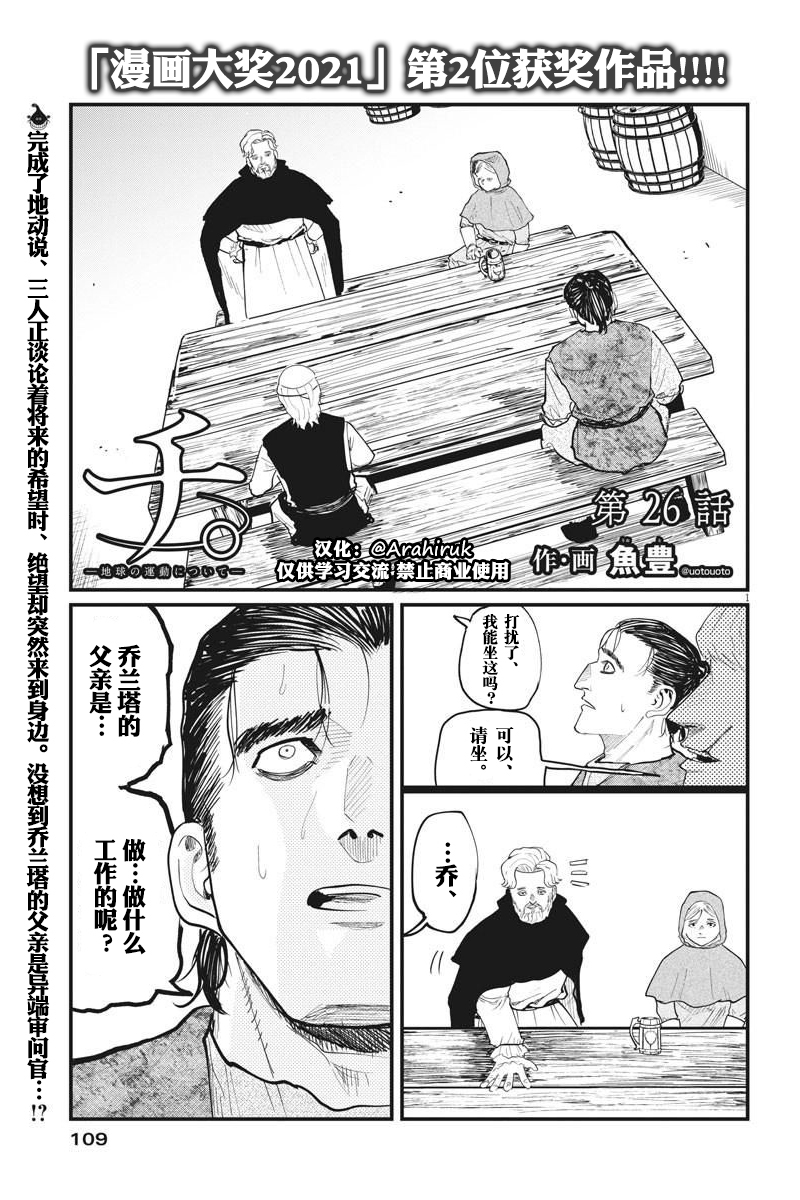 「漫画大奖2021」第2位获奖作品!!!!
完成了地动说、三人正谈论着将来的希望时、绝望却突然来到身边。没想到乔兰塔的父亲是异端审问官…!?
チ。
—地球の運動について—
第26話
作・画 魚豊 @uotouoto
うお と
汉化：@Arahiruk
仅供学习交流 禁止商业使用
1
打扰了、
我能坐这吗？
可以、
请坐。
…乔、
乔兰塔的
父亲是…
做…做什么
工作的呢？
109